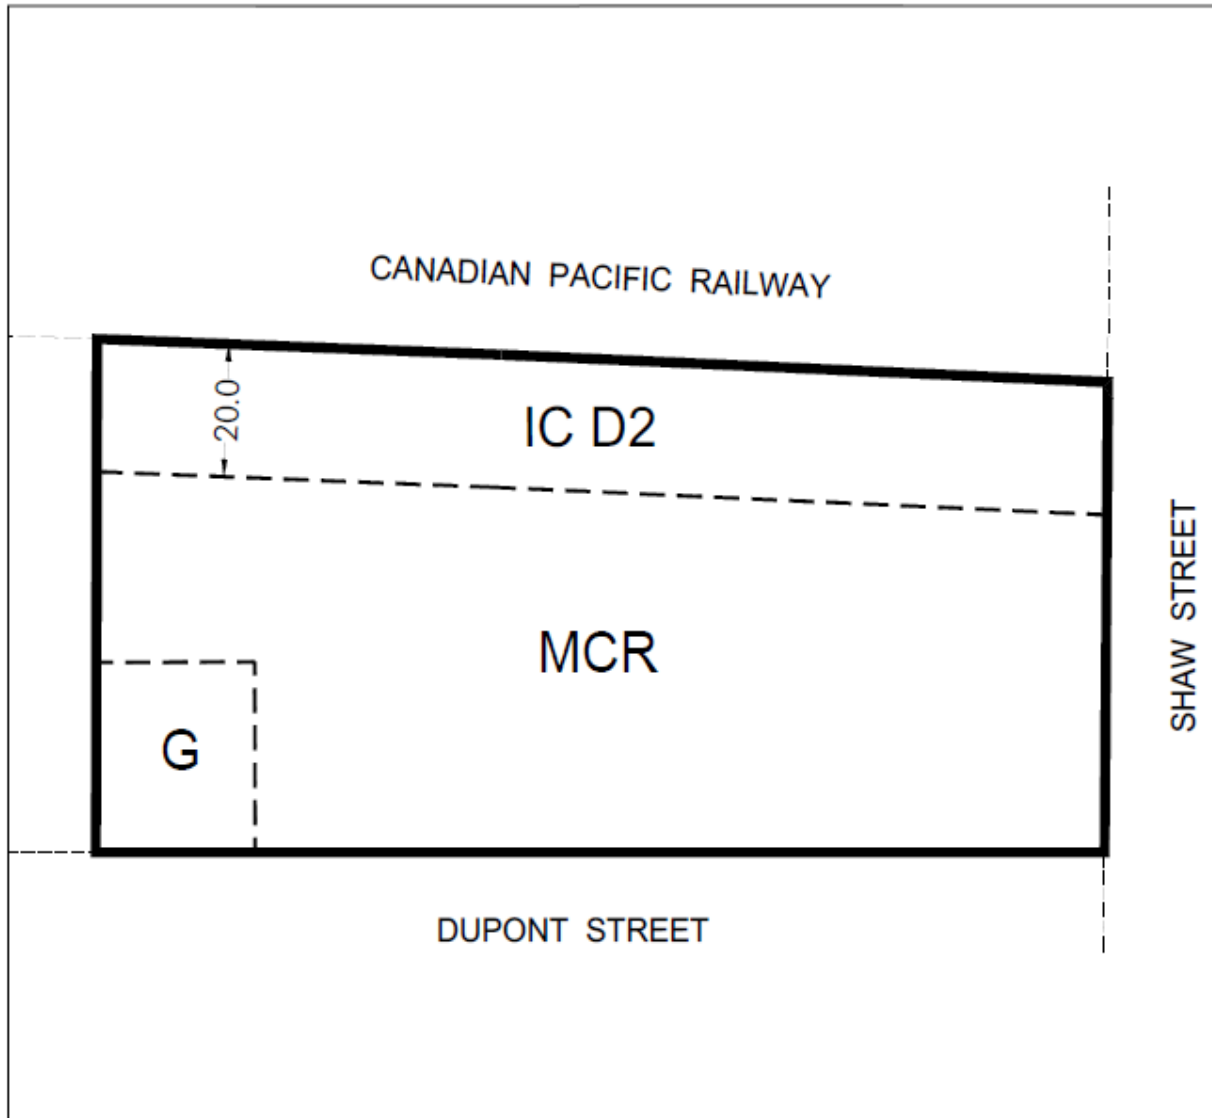 CANADIAN PACIFIC RAILWAY
20.0
IC D2
SHAW STREET
MCR
G
DUPONT STREET